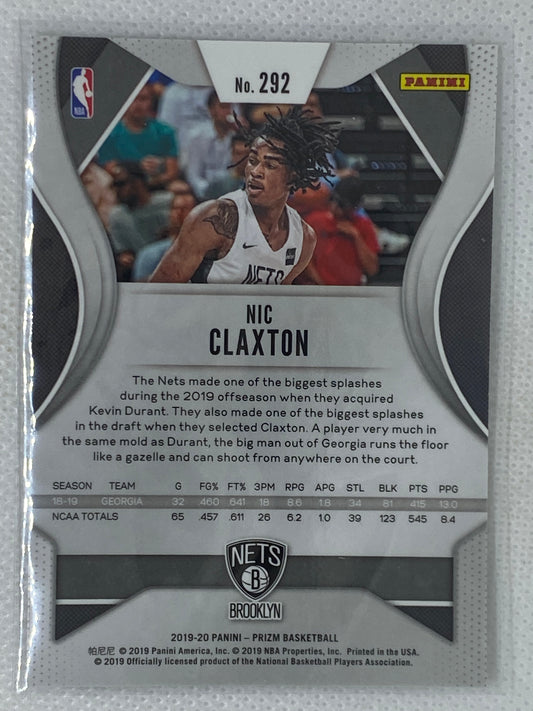 No. 292
PANINI
NBA
NETS
NIC
CLAXTON
The Nets made one of the biggest splashes
during the 2019 offseason when they acquired
Kevin Durant. They also made one of the biggest splashes
in the draft when they selected Claxton. A player very much in
the same mold as Durant, the big man out of Georgia runs the floor
like a gazelle and can shoot from anywhere on the court.
SEASON TEAM G FG% FT% 3PM RPG APG STL BLK PTS PPG
18-19 GEORGIA 32 .460 .641 18 8.6 1.8 34 81 415 13.0
NCAA TOTALS 65 .457 .611 26 6.2 1.0 39 123 545 8.4
NETS
B
BROOKLYN
2019-20 PANINI – PRIZM BASKETBALL
帕尼尼 © 2019 Panini America, Inc. © 2019 NBA Properties, Inc. Printed in the USA.
© 2019 Officially licensed product of the National Basketball Players Association.